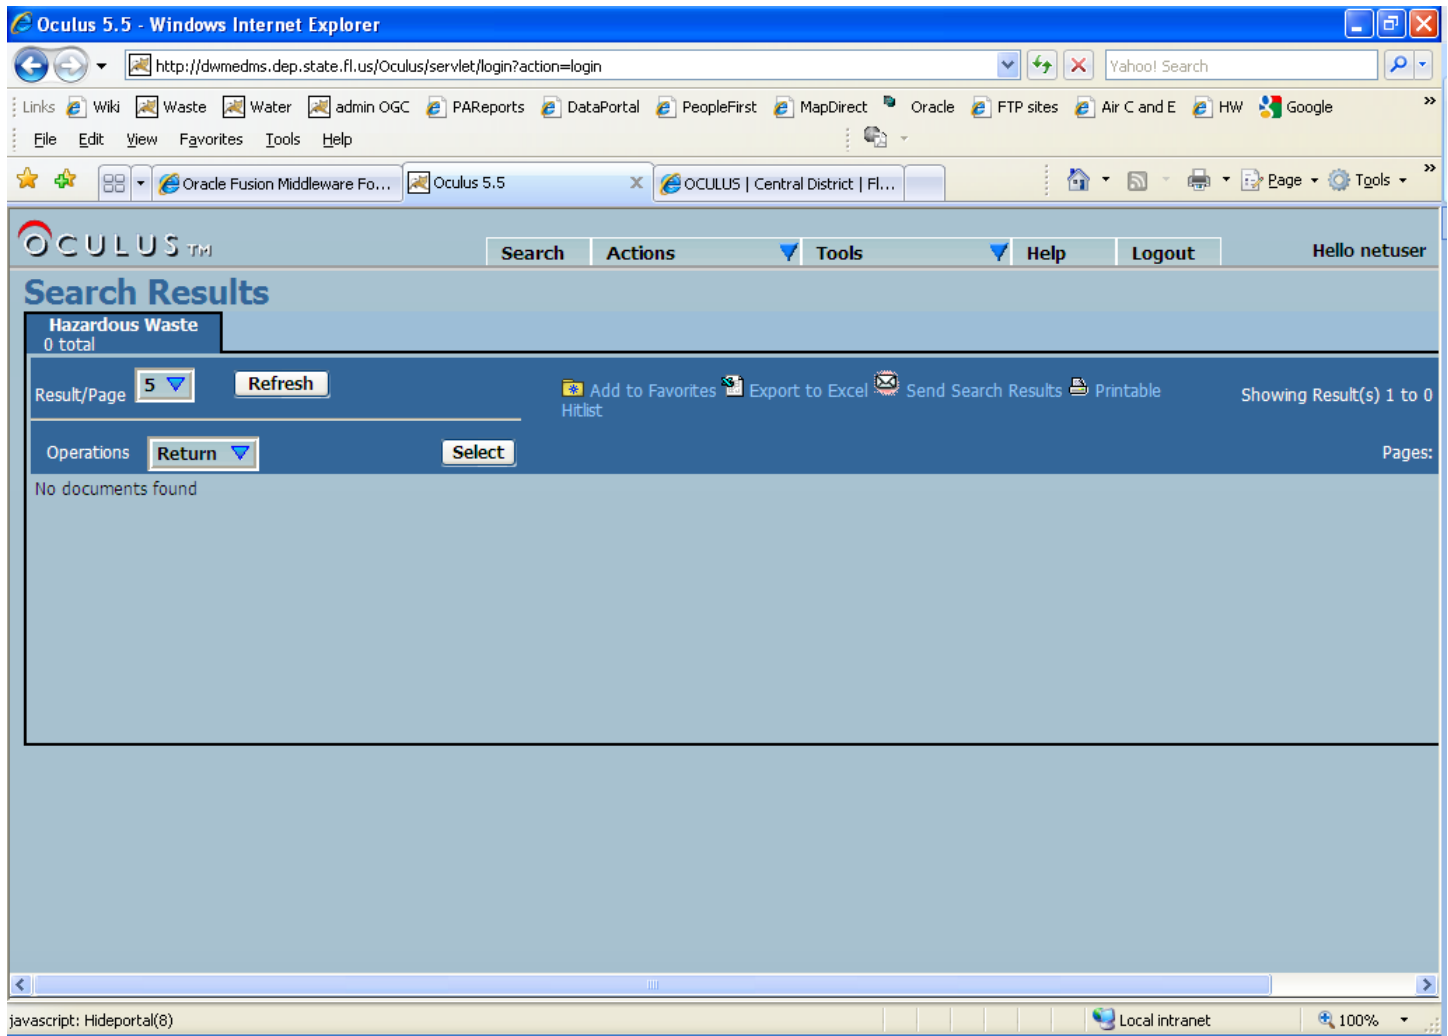 Oculus 5.5 - Windows Internet Explorer
http://dwmedms.dep.state.fl.us/Oculus/servlet/login?action=login
Yahoo! Search
Links Wiki Waste Water admin OGC PAReports DataPortal PeopleFirst MapDirect Oracle FTP sites Air C and E HW Google »
File Edit View Favorites Tools Help
Oracle Fusion Middleware Fo... Oculus 5.5 X OCULUS | Central District | Fl... Page Tools »
OCULUS TM
Search Actions Tools Help Logout Hello netuser
Search Results
Hazardous Waste
0 total
Result/Page 5 Refresh Add to Favorites Export to Excel Send Search Results Printable Showing Result(s) 1 to 0
Hitlist
Operations Return Select Pages:
No documents found
javascript: Hideportal(8) Local intranet 100%